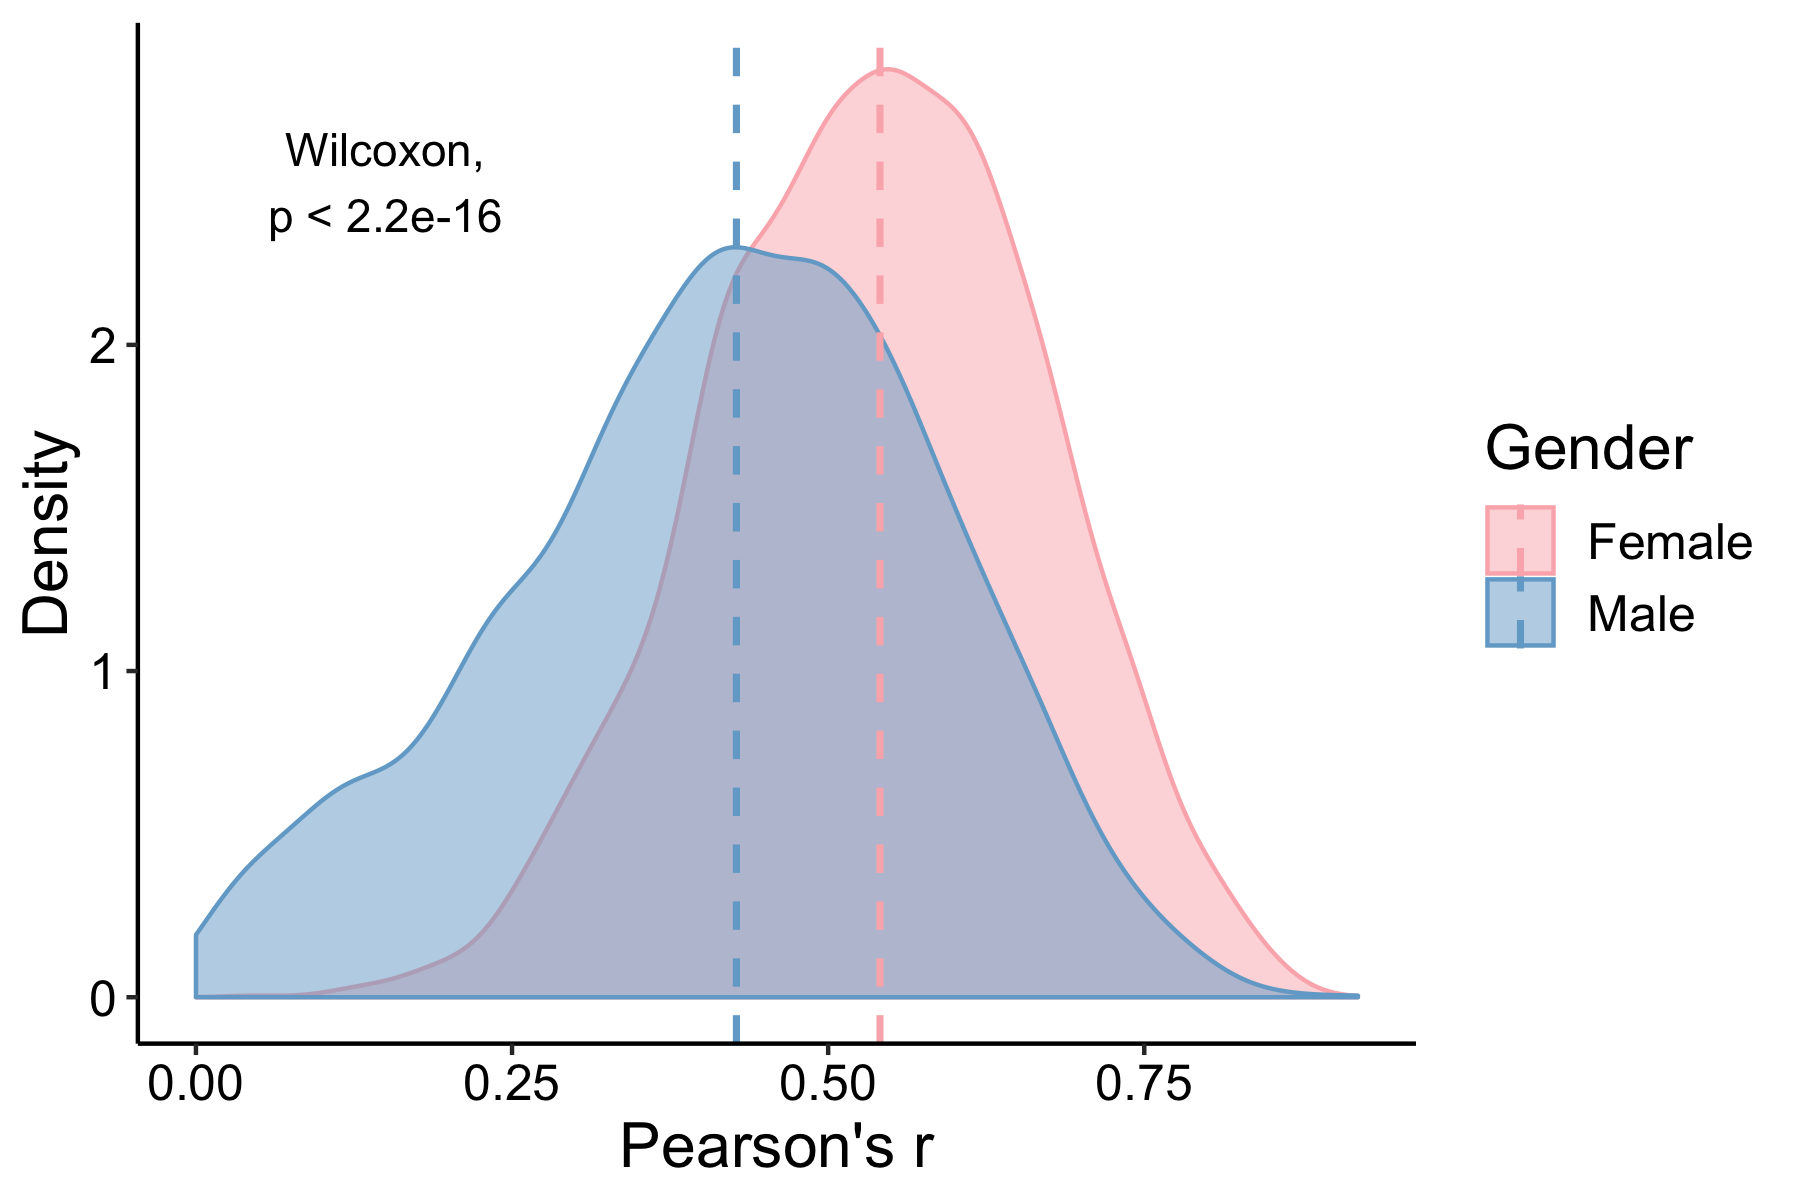 Wilcoxon,
p < 2.2e-16
Density
2
1
0
0.00 0.25 0.50 0.75
Pearson's r
Gender
Female
Male